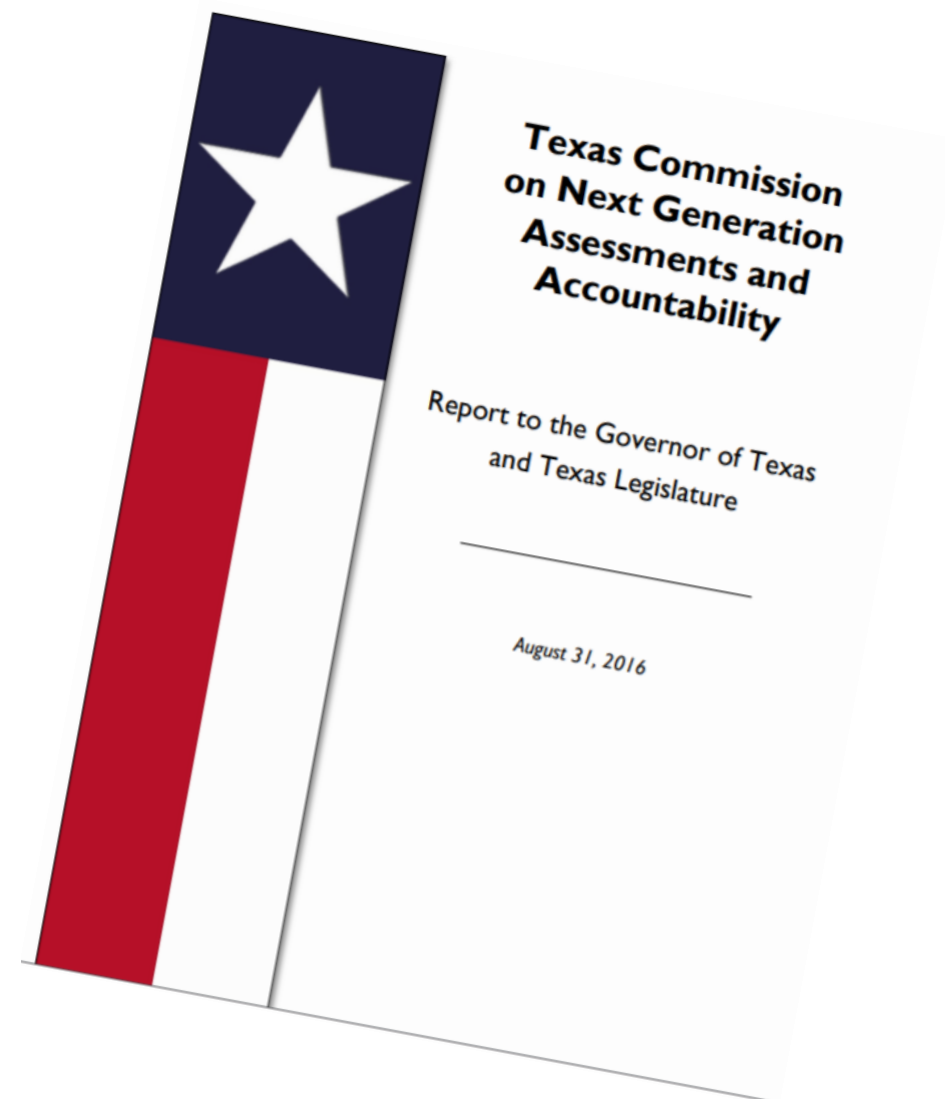 Texas Commission
on Next Generation
Assessments and
Accountability
Report to the Governor of Texas
and Texas Legislature
August 31, 2016